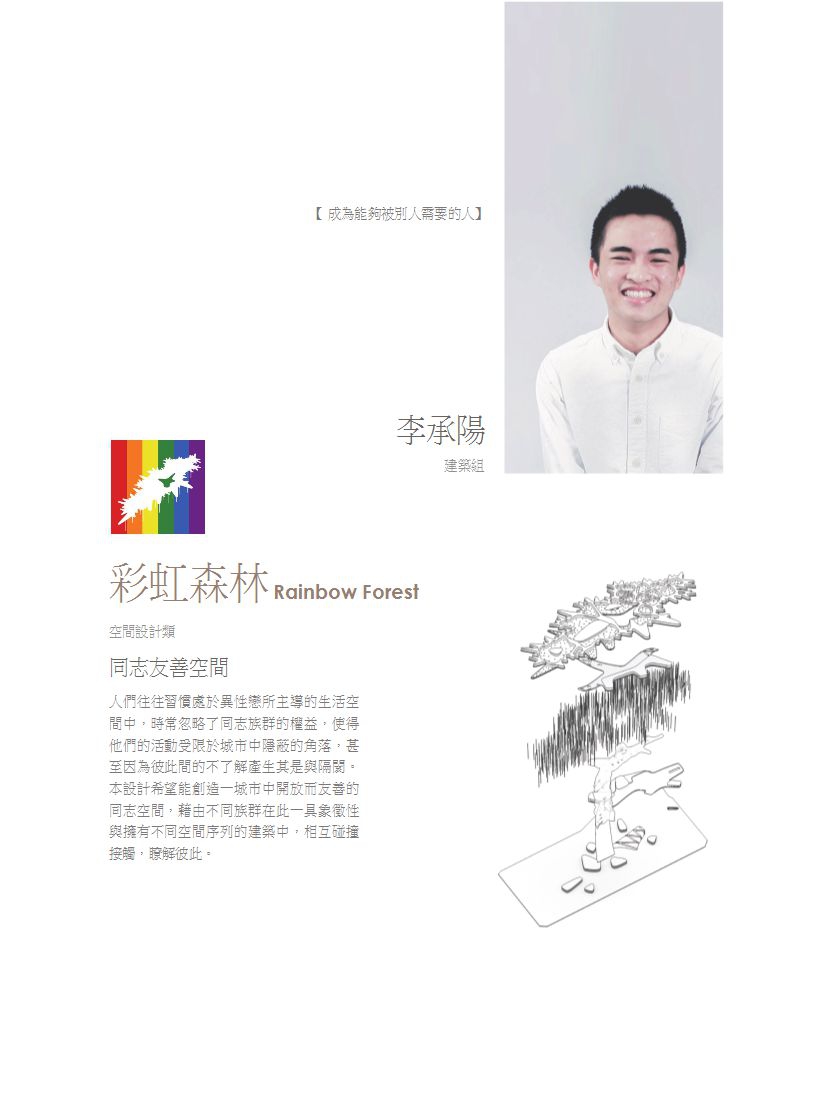 【 成為能夠被別人需要的人】
李承陽
建築組
彩虹森林 Rainbow Forest
空間設計類
同志友善空間
人們往往習慣處於異性戀所主導的生活空
間中，時常忽略了同志族群的權益，使得
他們的活動受限於城市中隱蔽的角落，甚
至因為彼此間的不了解產生其是與隔閡。
本設計希望能創造一城市中開放而友善的
同志空間，藉由不同族群在此一具象徵性
與擁有不同空間序列的建築中，相互碰撞
接觸，瞭解彼此。